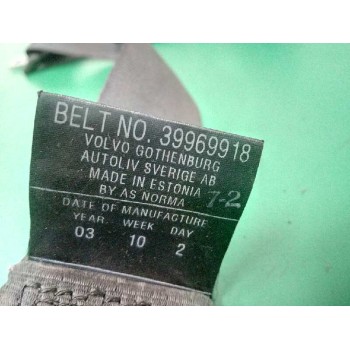 BELT NO. 39969918
VOLVO GOTHENBURG
AUTOLIV SVERIGE AB
MADE IN ESTONIA
BY AS NORMA 7-2
DATE OF MANUFACTURE
YEAR WEEK DAY
03 10 2